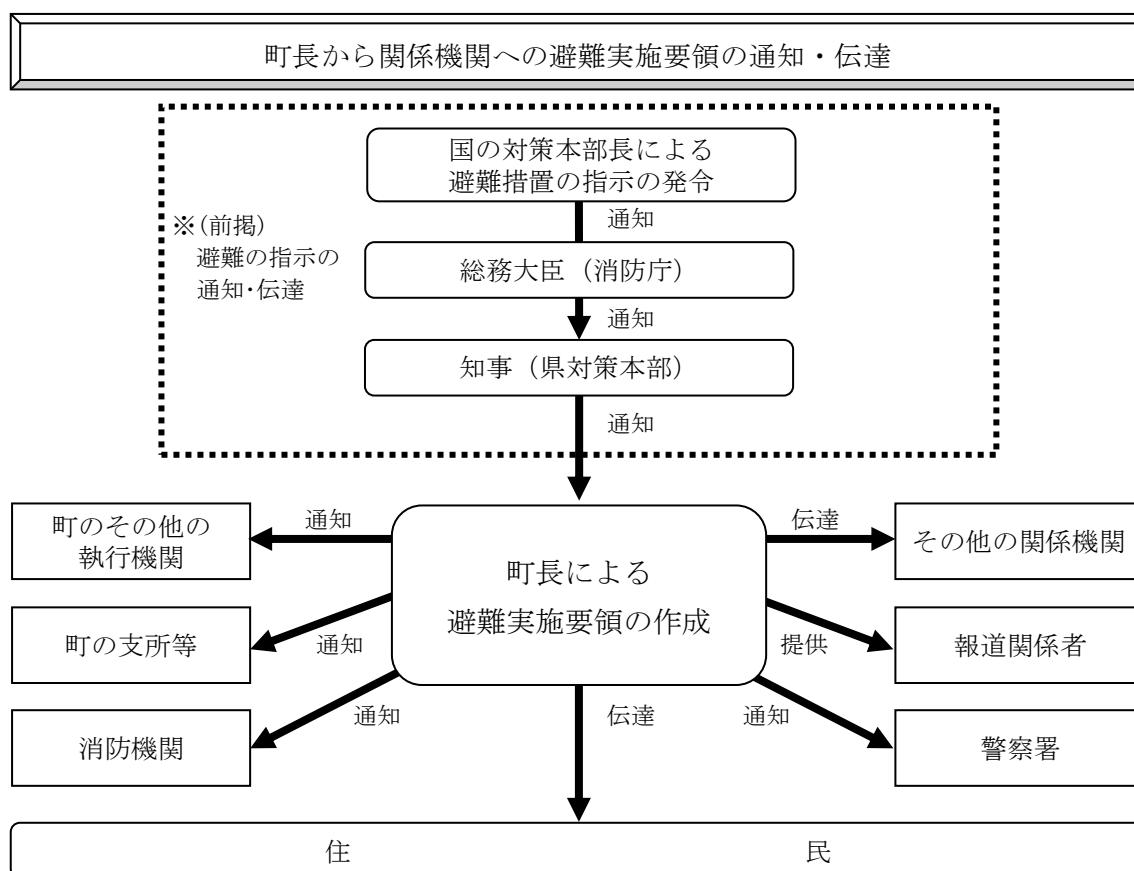 町長から関係機関への避難実施要領の通知・伝達
国の対策本部長による
避難措置の指示の発令
通知
※(前掲)
避難の指示の
通知・伝達
総務大臣（消防庁）
通知
知事（県対策本部）
通知
町のその他の
執行機関
通知
町長による
避難実施要領の作成
伝達
その他の関係機関
町の支所等
通知
提供
報道関係者
消防機関
通知
伝達
通知
警察署
住　民